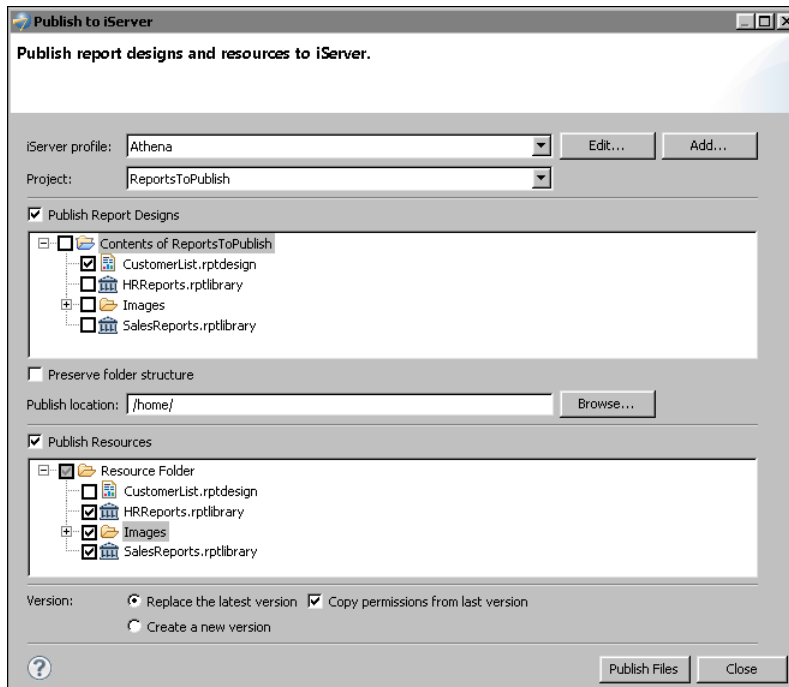 Publish to iServer
Publish report designs and resources to iServer.
iServer profile: Athena Edit... Add...
Project: ReportsToPublish
Publish Report Designs
Contents of ReportsToPublish
CustomerList.rptdesign
HRReports.rptlibrary
Images
SalesReports.rptlibrary
Preserve folder structure
Publish location: /home/ Browse...
Publish Resources
Resource Folder
CustomerList.rptdesign
HRReports.rptlibrary
Images
SalesReports.rptlibrary
Version: Replace the latest version Copy permissions from last version
Create a new version
? Publish Files Close